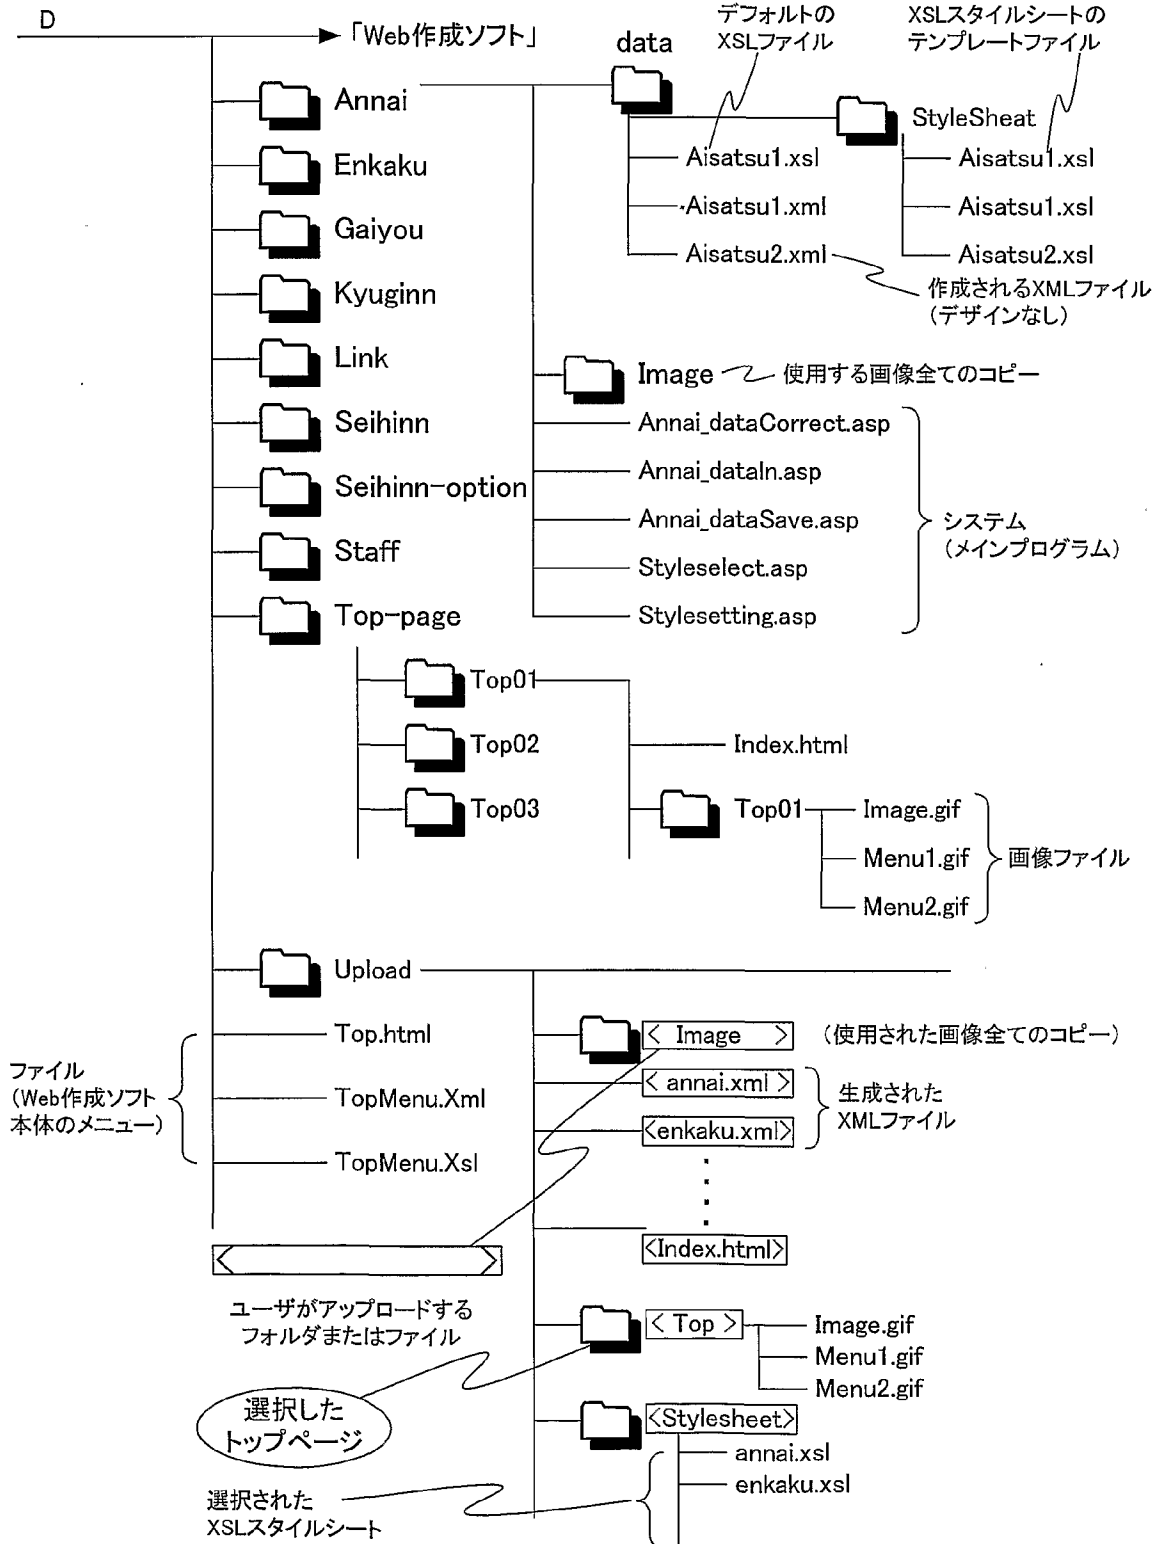 D
「Web作成ソフト」
デフォルトの
XSLファイル
XSLスタイルシートの
テンプレートファイル
data
Annai
StyleSheat
Aisatsu1.xsl
Aisatsu1.xsl
Enkaku
Aisatsu1.xml
Aisatsu1.xsl
Gaiyou
Aisatsu2.xml
Aisatsu2.xsl
作成されるXMLファイル
(デザインなし)
Kyuginn
Link
Image
使用する画像全てのコピー
Seihinn
Annai_dataCorrect.asp
Seihinn-option
Annai_dataIn.asp
Annai_dataSave.asp
システム
(メインプログラム)
Staff
Styleselect.asp
Top-page
Stylesetting.asp
Top01
Top02
Index.html
Top03
Top01
Image.gif
Menu1.gif
画像ファイル
Menu2.gif
Upload
Top.html
< Image >
(使用された画像全てのコピー)
ファイル
(Web作成ソフト
本体のメニュー)
TopMenu.Xml
< annai.xml >
生成された
XMLファイル
<enkaku.xml>
TopMenu.Xsl
<Index.html>
< >
ユーザがアップロードする
フォルダまたはファイル
< Top >
Image.gif
Menu1.gif
Menu2.gif
選択した
トップページ
<Stylesheet>
annai.xsl
enkaku.xsl
選択された
XSLスタイルシート